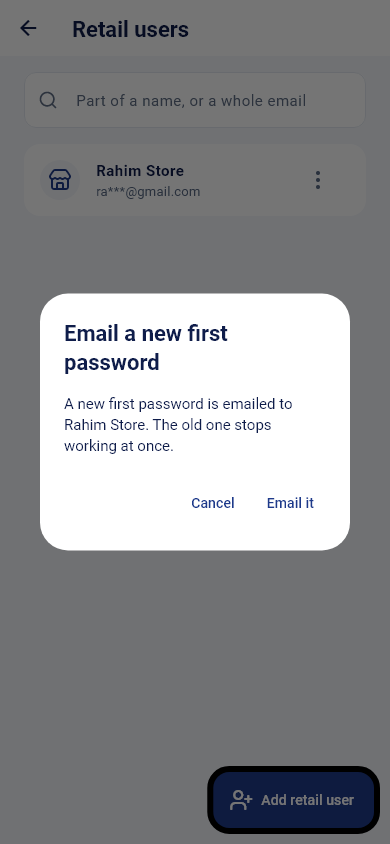 Retail users
Part of a name, or a whole email
Rahim Store
ra***@gmail.com
Email a new first
password
A new first password is emailed to
Rahim Store. The old one stops
working at once.
Cancel
Email it
Add retail user